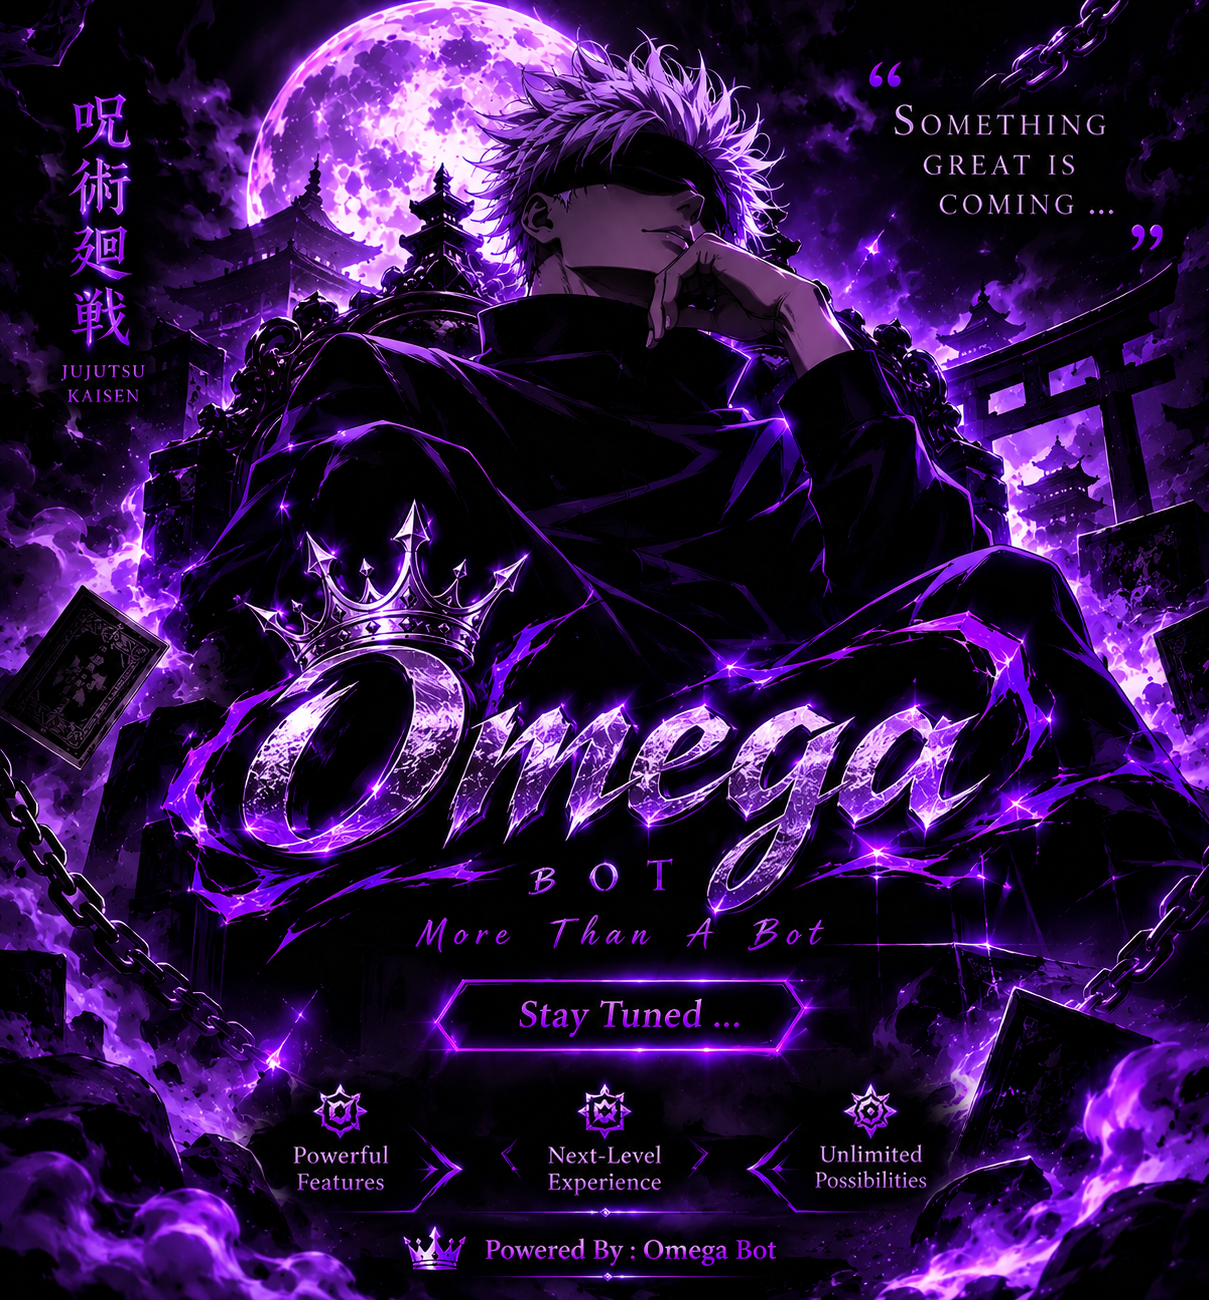 呪術廻戦
JUJUTSU
KAISEN
“
SOMETHING
GREAT IS
COMING ...
”
Omega
BOT
More Than A Bot
Stay Tuned ...
Powerful
Features
Next-Level
Experience
Unlimited
Possibilities
Powered By : Omega Bot